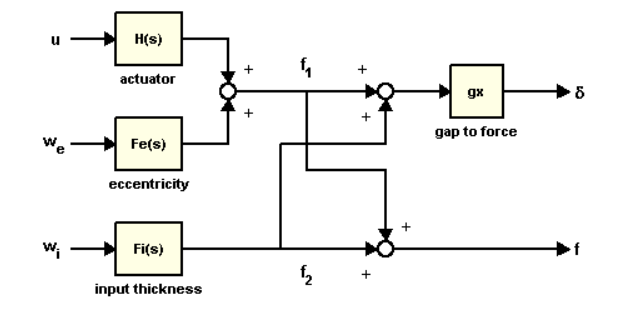 u
H(s)
actuator
+
+
f1
+
+
gx
gap to force
δ
we
Fe(s)
eccentricity
wi
Fi(s)
input thickness
f2
+
+
f